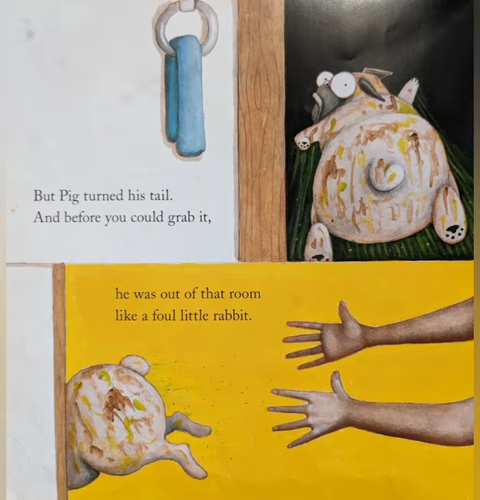 But Pig turned his tail.
And before you could grab it,
he was out of that room
like a foul little rabbit.